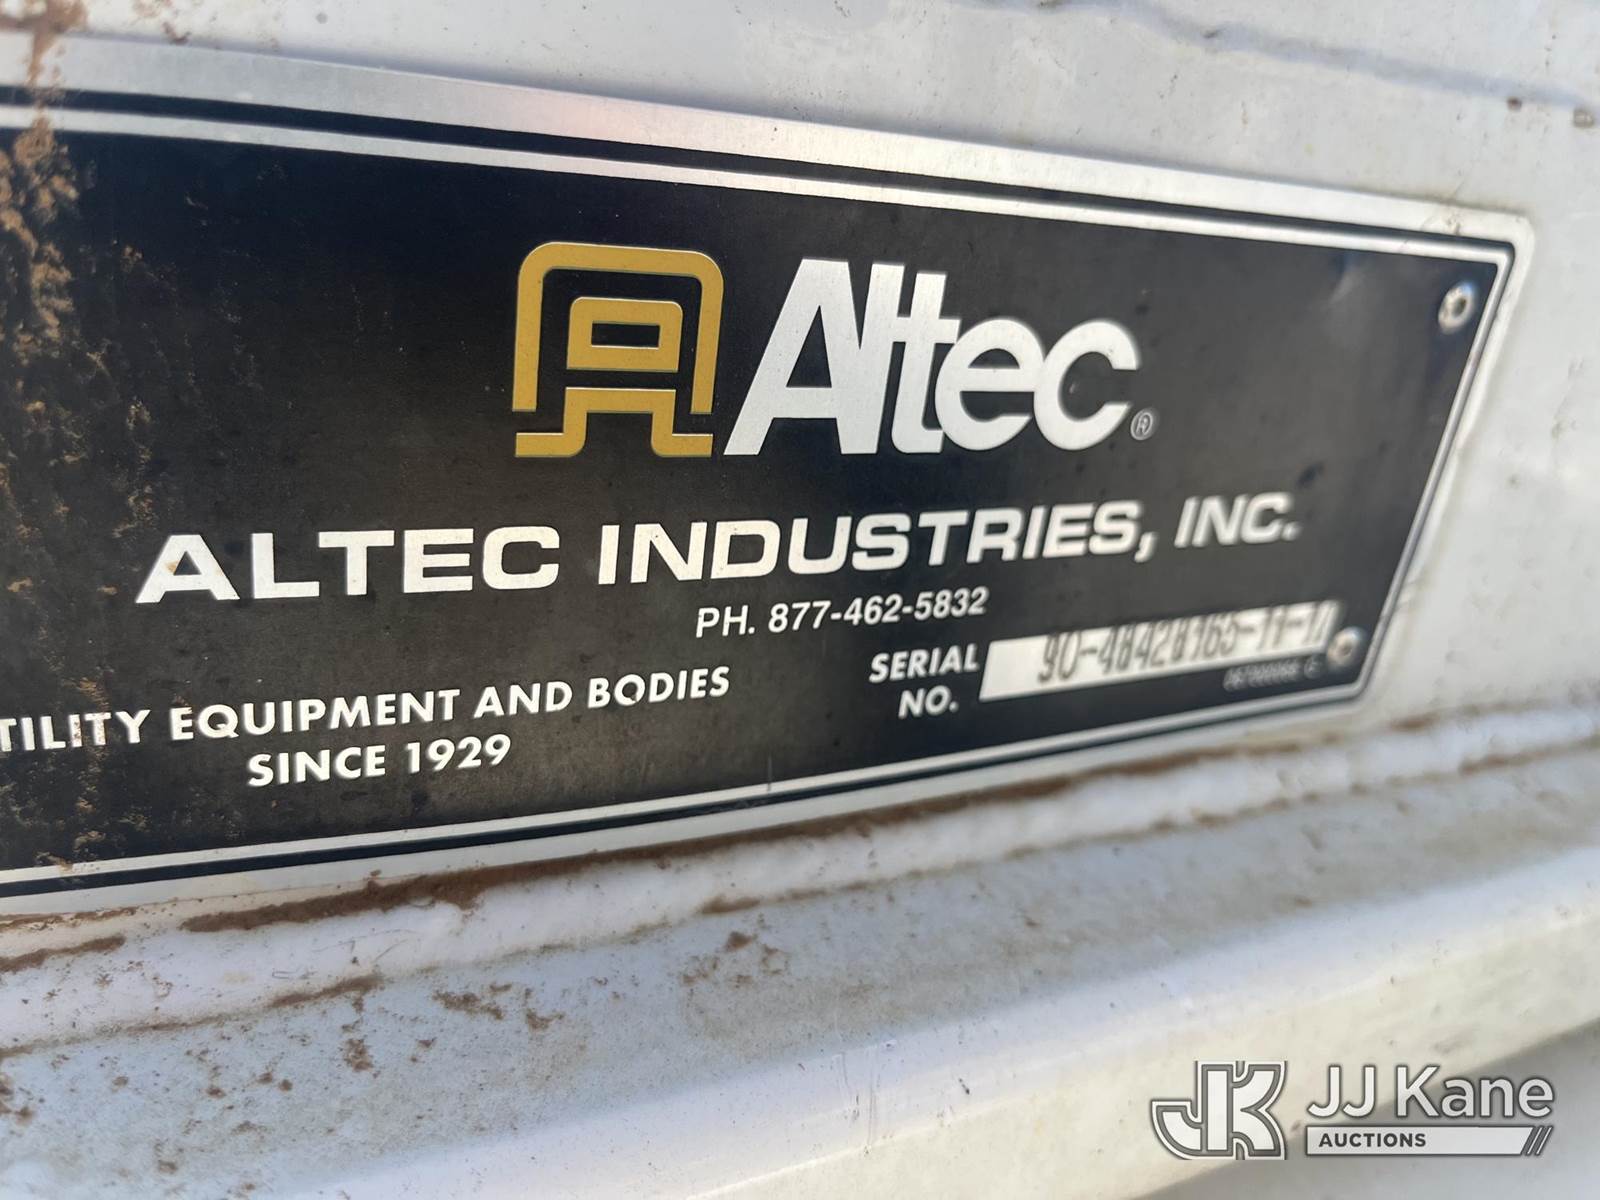 Altec®
ALTEC INDUSTRIES, INC.
PH. 877-462-5832
TILITY EQUIPMENT AND BODIES
SINCE 1929
SERIAL
NO.
JJ Kane
AUCTIONS